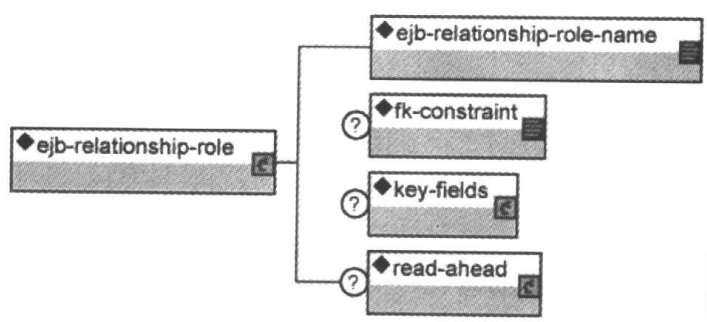 ejb-relationship-role-name
? fk-constraint
ejb-relationship-role
? key-fields
? read-ahead